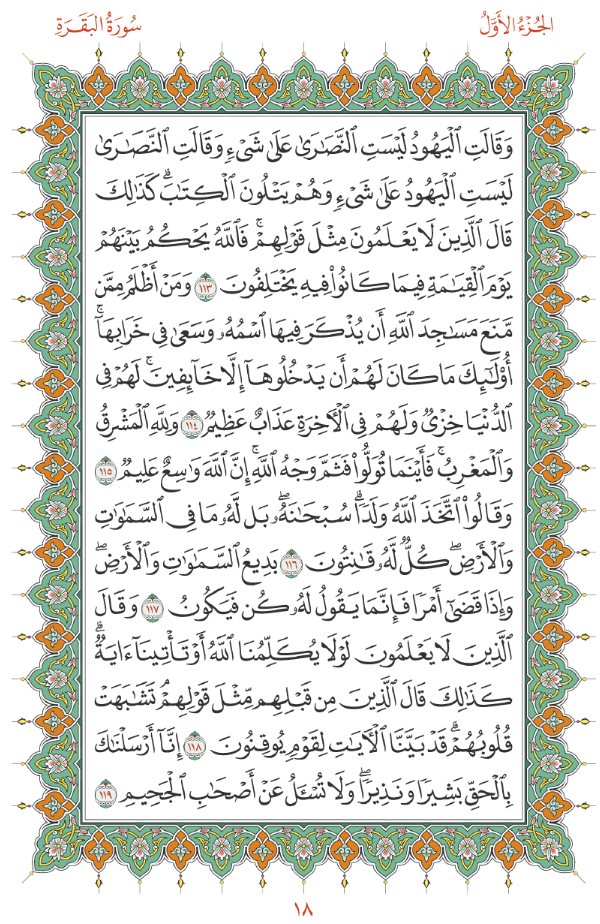 الجُزْءُ الأَوَّلُ
سُورَةُ البَقَرَةِ
وَقَالَتِ ٱلْيَهُودُ لَيْسَتِ ٱلنَّصَٰرَىٰ عَلَىٰ شَىْءٍ وَقَالَتِ ٱلنَّصَٰرَىٰ
لَيْسَتِ ٱلْيَهُودُ عَلَىٰ شَىْءٍ وَهُمْ يَتْلُونَ ٱلْكِتَٰبَۗ كَذَٰلِكَ
قَالَ ٱلَّذِينَ لَا يَعْلَمُونَ مِثْلَ قَوْلِهِمْۚ فَٱللَّهُ يَحْكُمُ بَيْنَهُمْ
يَوْمَ ٱلْقِيَٰمَةِ فِيمَا كَانُوا۟ فِيهِ يَخْتَلِفُونَ ١١٣ وَمَنْ أَظْلَمُ مِمَّن
مَّنَعَ مَسَٰجِدَ ٱللَّهِ أَن يُذْكَرَ فِيهَا ٱسْمُهُۥ وَسَعَىٰ فِى خَرَابِهَآۚ
أُو۟لَٰٓئِكَ مَا كَانَ لَهُمْ أَن يَدْخُلُوهَآ إِلَّا خَآئِفِينَۚ لَهُمْ فِى
ٱلدُّنْيَا خِزْىٌ وَلَهُمْ فِى ٱلْءَاخِرَةِ عَذَابٌ عَظِيمٌ ١١٤ وَلِلَّهِ ٱلْمَشْرِقُ
وَٱلْمَغْرِبُۚ فَأَيْنَمَا تُوَلُّوا۟ فَثَمَّ وَجْهُ ٱللَّهِۚ إِنَّ ٱللَّهَ وَٰسِعٌ عَلِيمٌ ١١٥
وَقَالُوا۟ ٱتَّخَذَ ٱللَّهُ وَلَدًاۗ سُبْحَٰنَهُۥۖ بَل لَّهُۥ مَا فِى ٱلسَّمَٰوَٰتِ
وَٱلْأَرْضِۖ كُلٌّ لَّهُۥ قَٰنِتُونَ ١١٦ بَدِيعُ ٱلسَّمَٰوَٰتِ وَٱلْأَرْضِۖ
وَإِذَا قَضَىٰٓ أَمْرًا فَإِنَّمَا يَقُولُ لَهُۥ كُن فَيَكُونُ ١١٧ وَقَالَ
ٱلَّذِينَ لَا يَعْلَمُونَ لَوْلَا يُكَلِّمُنَا ٱللَّهُ أَوْ تَأْتِينَآ ءَايَةٌۗ
كَذَٰلِكَ قَالَ ٱلَّذِينَ مِن قَبْلِهِم مِّثْلَ قَوْلِهِمْۘ تَشَٰبَهَتْ
قُلُوبُهُمْۗ قَدْ بَيَّنَّا ٱلْءَايَٰتِ لِقَوْمٍ يُوقِنُونَ ١١٨ إِنَّآ أَرْسَلْنَٰكَ
بِٱلْحَقِّ بَشِيرًا وَنَذِيرًاۖ وَلَا تُسْـَٔلُ عَنْ أَصْحَٰبِ ٱلْجَحِيمِ ١١٩
١٨